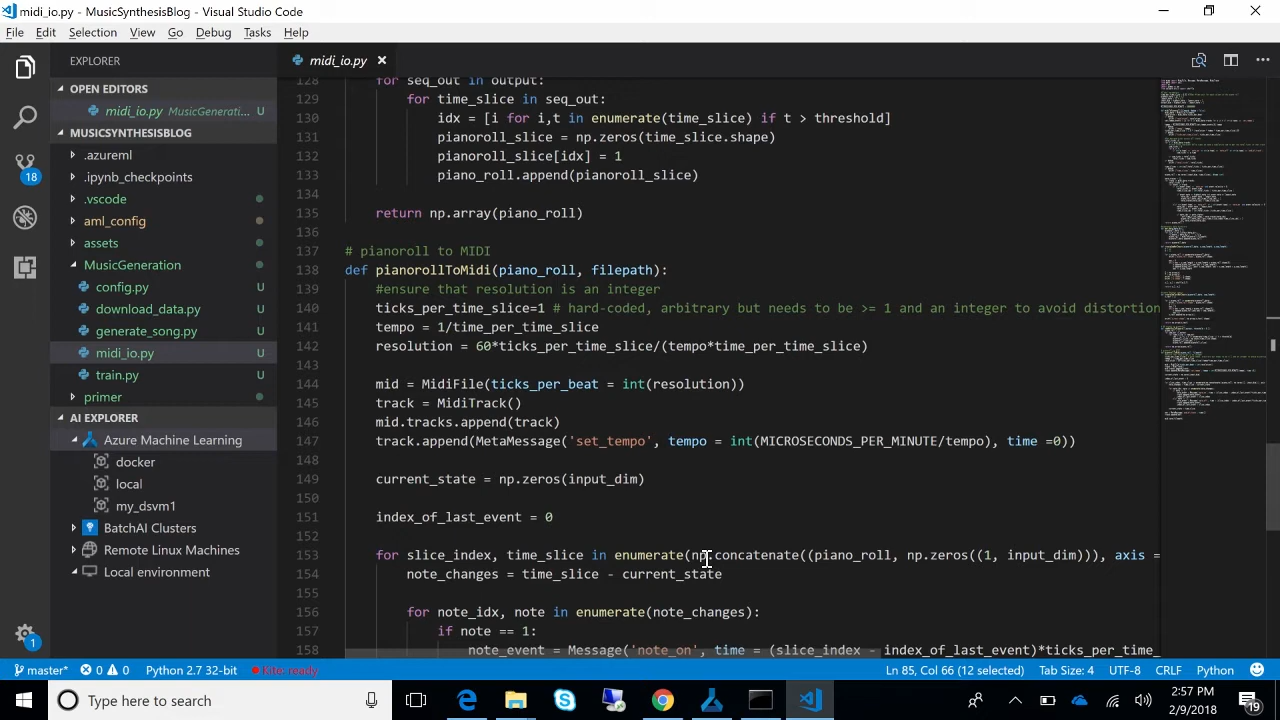 midi_io.py - MusicSynthesisBlog - Visual Studio Code
File Edit Selection View Go Debug Tasks Help
EXPLORER
midi_io.py
OPEN EDITORS
midi_io.py MusicGenerati... U
MUSICSYNTHESISBLOG
.azureml
.ipynb_checkpoints
.vscode
aml_config
assets
MusicGeneration
config.py U
download_data.py U
generate_song.py U
midi_io.py U
train.py U
primer
AI EXPLORER
Azure Machine Learning
docker
local
my_dsvm1
BatchAI Clusters
Remote Linux Machines
Local environment
18
1
128 for seq_out in output:
129 for time_slice in seq_out:
130 idx = [i for i,t in enumerate(time_slice) if t > threshold]
131 pianoroll_slice = np.zeros(time_slice.shape)
132 pianoroll_slice[idx] = 1
133 piano_roll.append(pianoroll_slice)
134
135 return np.array(piano_roll)
136
137 # pianoroll to MIDI
138 def pianorollToMidi(piano_roll, filepath):
139 #ensure that resolution is an integer
140 ticks_per_time_slice=1 # hard-coded, arbitrary but needs to be >= 1 and an integer to avoid distortion
141 tempo = 1/time_per_time_slice
142 resolution = 60*ticks_per_time_slice/(tempo*time_per_time_slice)
143
144 mid = MidiFile(ticks_per_beat = int(resolution))
145 track = MidiTrack()
146 mid.tracks.append(track)
147 track.append(MetaMessage('set_tempo', tempo = int(MICROSECONDS_PER_MINUTE/tempo), time =0))
148
149 current_state = np.zeros(input_dim)
150
151 index_of_last_event = 0
152
153 for slice_index, time_slice in enumerate(np.concatenate((piano_roll, np.zeros((1, input_dim))), axis =
154 note_changes = time_slice - current_state
155
156 for note_idx, note in enumerate(note_changes):
157 if note == 1:
158 note_event = Message('note_on', time = (slice_index - index_of_last_event)*ticks_per_time_
master* 0 0 Python 2.7 32-bit Kite: ready Ln 85, Col 66 (12 selected) Tab Size: 4 UTF-8 CRLF Python
Type here to search
2:57 PM
2/9/2018
19